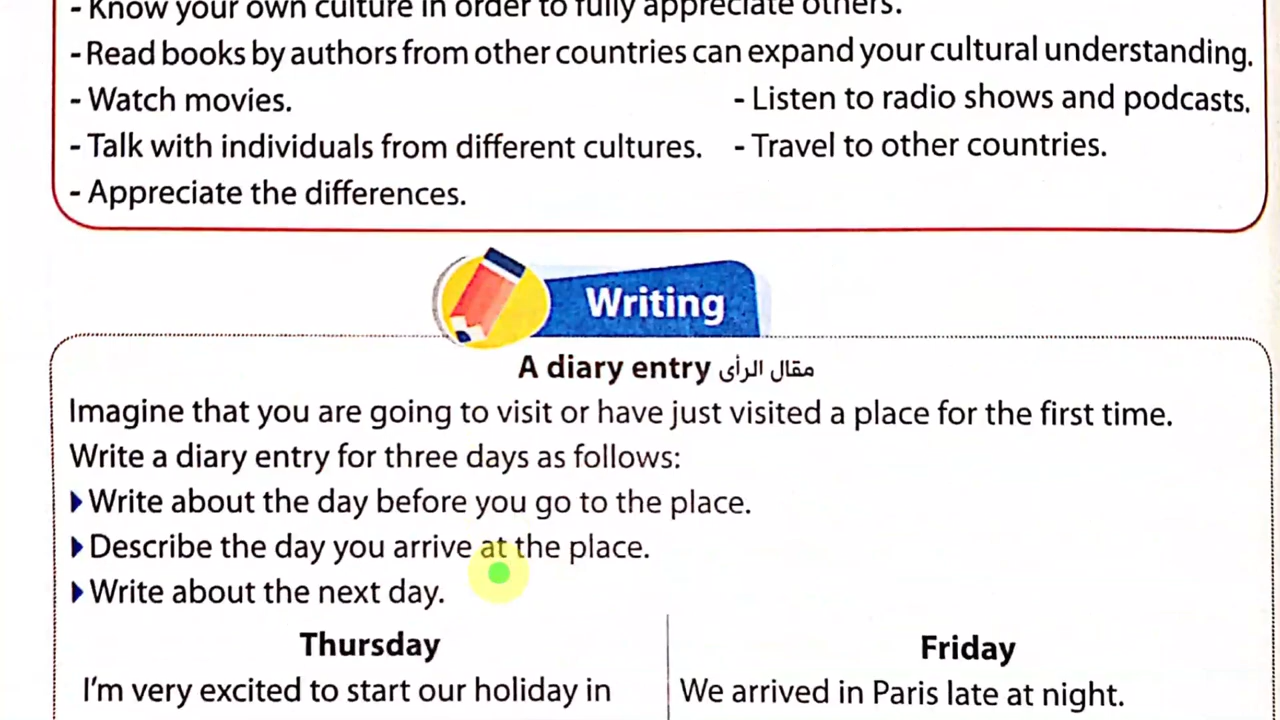 - Know your own culture in order to fully appreciate others.
- Read books by authors from other countries can expand your cultural understanding.
- Watch movies.
- Listen to radio shows and podcasts.
- Talk with individuals from different cultures.
- Travel to other countries.
- Appreciate the differences.
Writing
A diary entry مقال الرأى
Imagine that you are going to visit or have just visited a place for the first time.
Write a diary entry for three days as follows:
Write about the day before you go to the place.
Describe the day you arrive at the place.
Write about the next day.
Thursday
I'm very excited to start our holiday in
Friday
We arrived in Paris late at night.